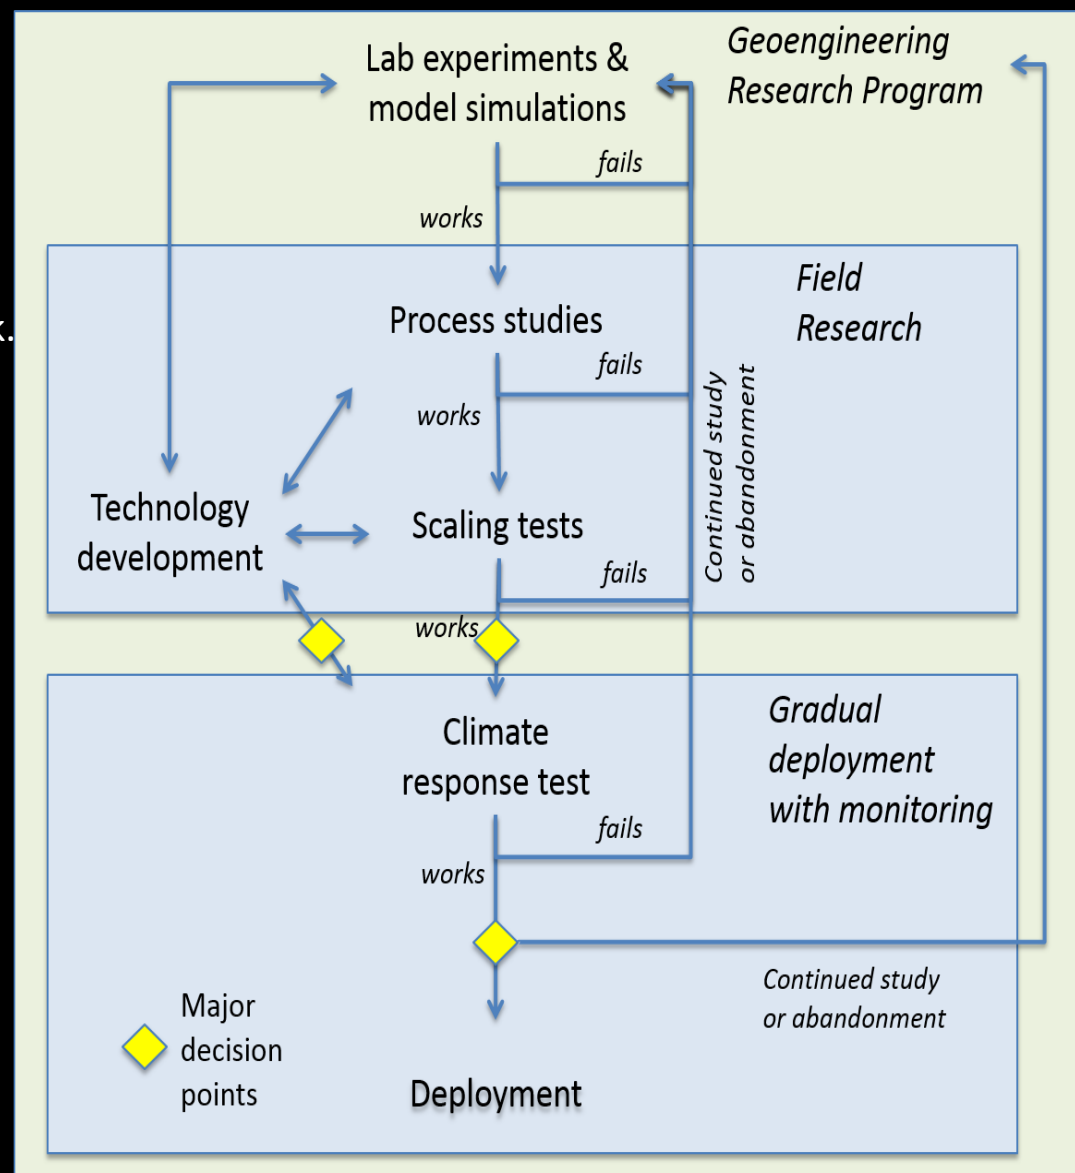 Lab experiments &
model simulations
Geoengineering
Research Program
fails
works
Field
Research
k.
Process studies
fails
works
Continued study
or abandonment
Technology
development
Scaling tests
fails
works
Gradual
deployment
with monitoring
Climate
response test
fails
works
Continued study
or abandonment
Major
decision
points
Deployment